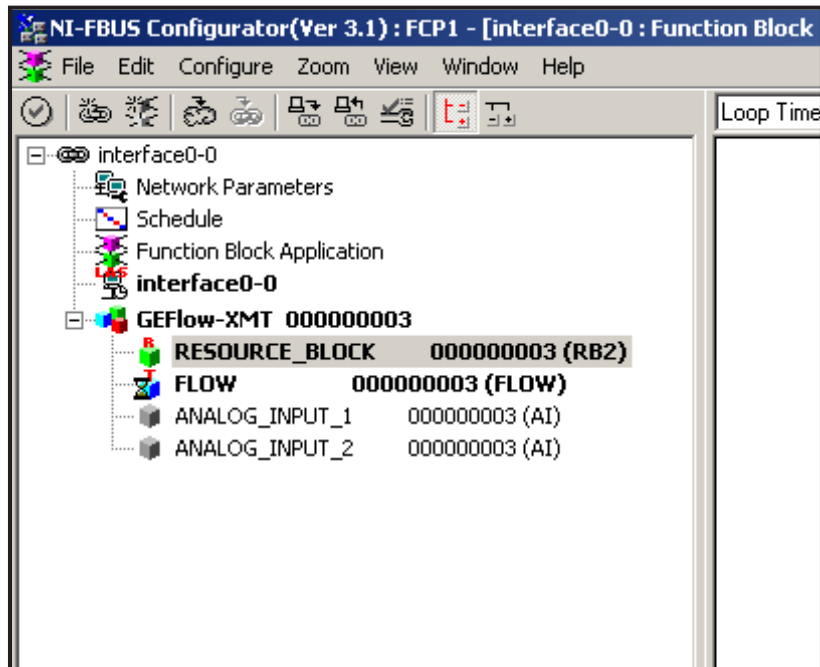 NI-FBUS Configurator(Ver 3.1) : FCP1 - [interface0-0 : Function Block
File Edit Configure Zoom View Window Help
Loop Time
interface0-0
Network Parameters
Schedule
Function Block Application
LAS
interface0-0
GEFlow-XMT 000000003
R
RESOURCE_BLOCK 000000003 (RB2)
T
FLOW 000000003 (FLOW)
ANALOG_INPUT_1 000000003 (AI)
ANALOG_INPUT_2 000000003 (AI)